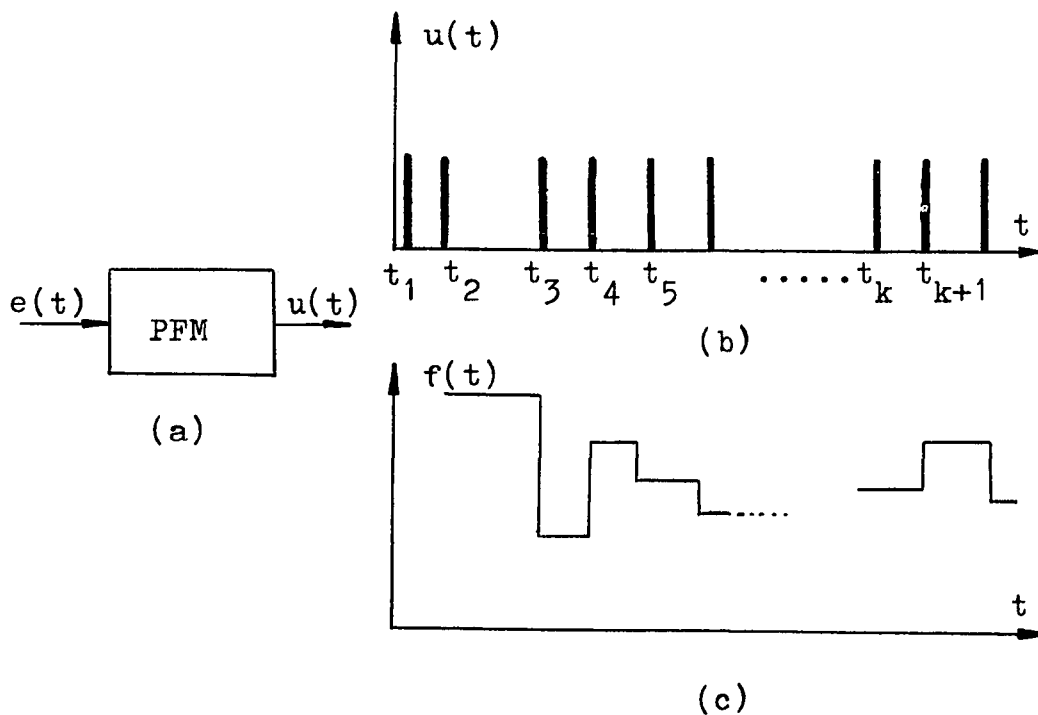 u(t)
t
t1 t2 t3 t4 t5 ..... tk tk+1
(b)
e(t) PFM u(t)
(a)
f(t)
t
(c)